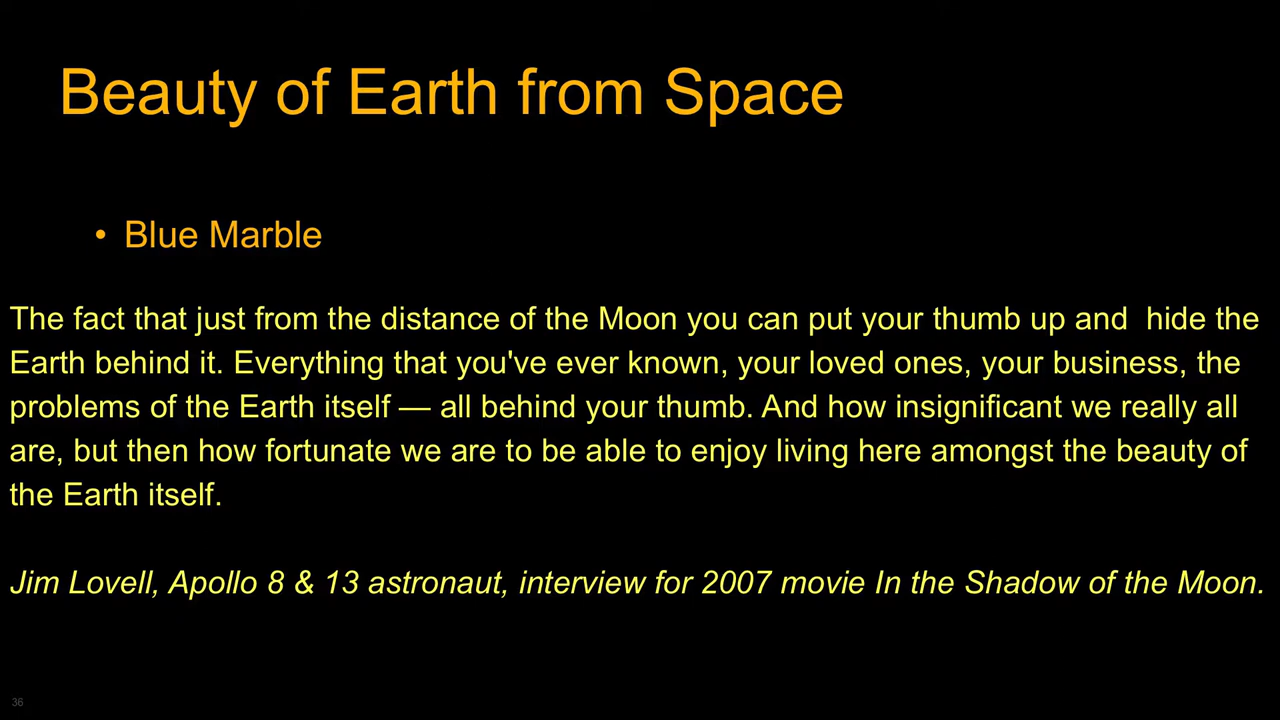 Beauty of Earth from Space
• Blue Marble
The fact that just from the distance of the Moon you can put your thumb up and  hide the
Earth behind it. Everything that you've ever known, your loved ones, your business, the
problems of the Earth itself — all behind your thumb. And how insignificant we really all
are, but then how fortunate we are to be able to enjoy living here amongst the beauty of
the Earth itself.
Jim Lovell, Apollo 8 & 13 astronaut, interview for 2007 movie In the Shadow of the Moon.
36